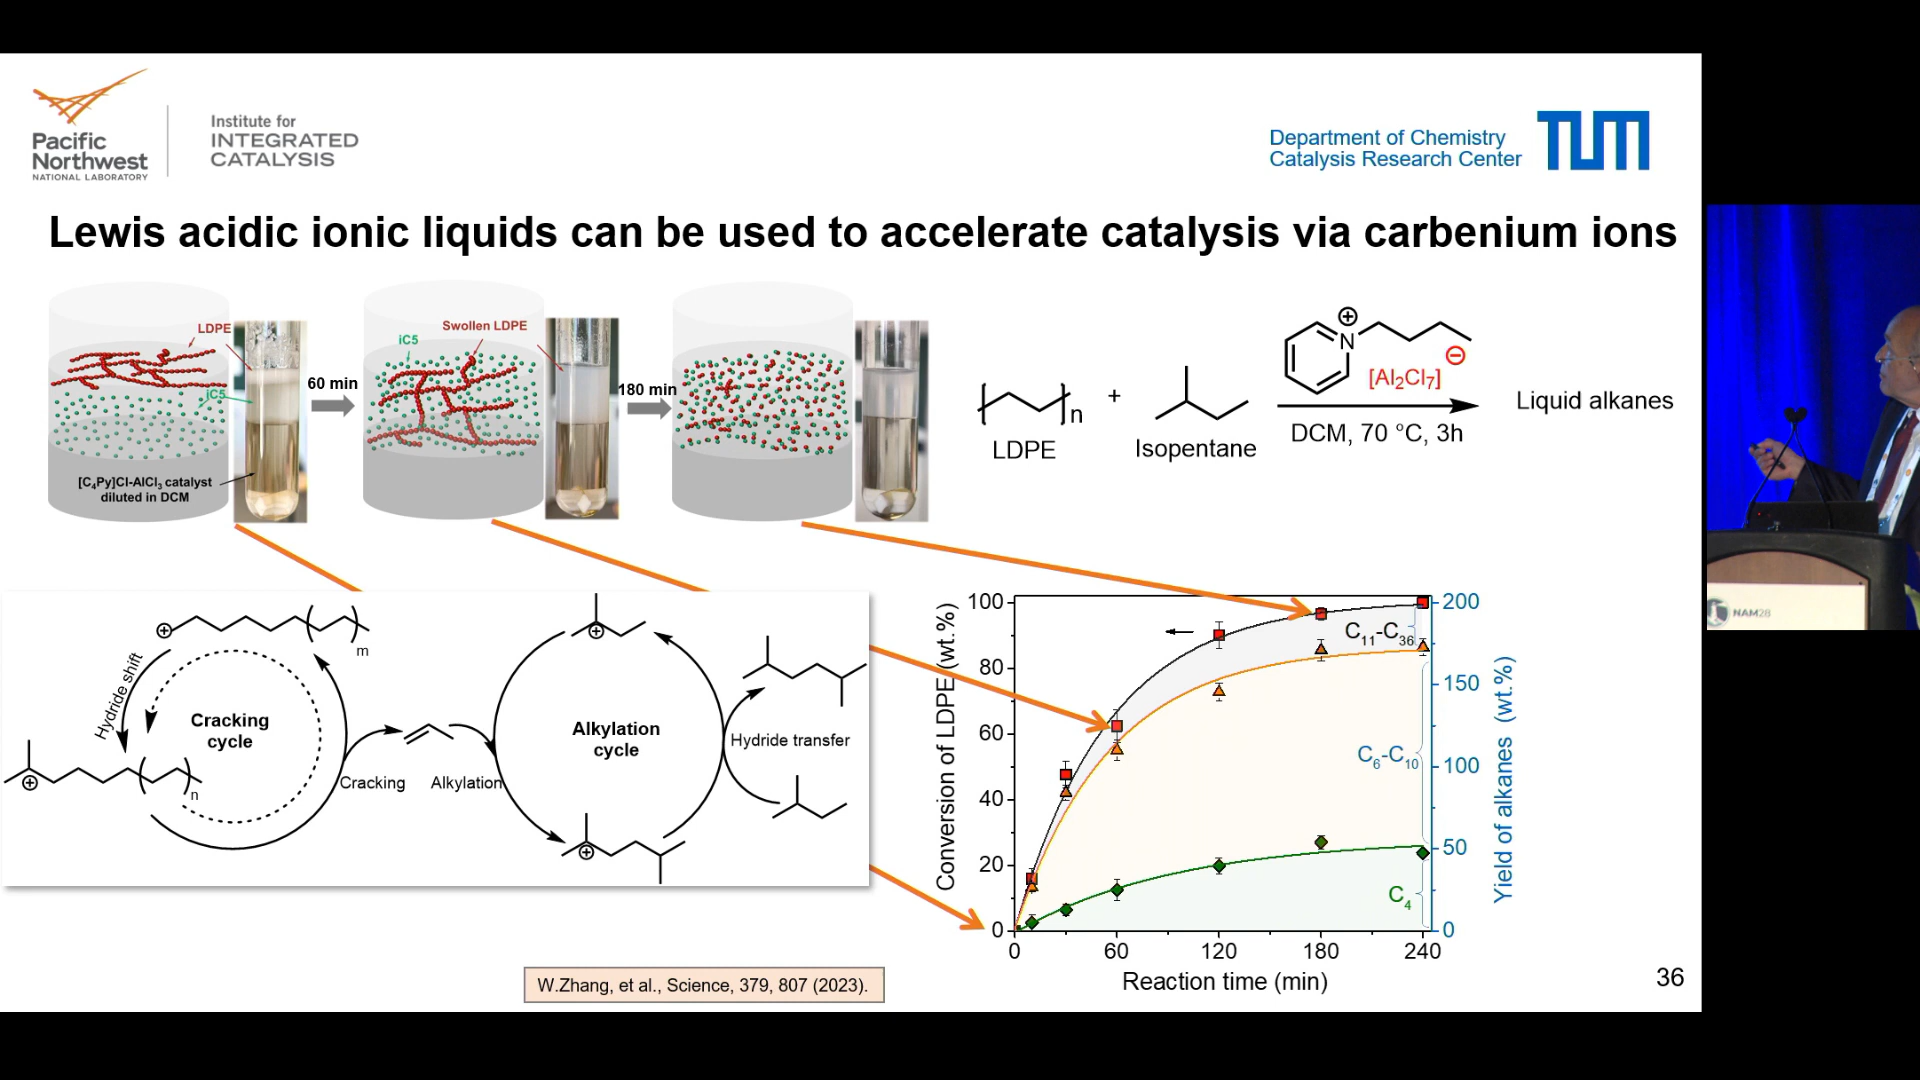 Pacific
Northwest
NATIONAL LABORATORY
Institute for
INTEGRATED
CATALYSIS
Department of Chemistry
Catalysis Research Center
TUM
Lewis acidic ionic liquids can be used to accelerate catalysis via carbenium ions
LDPE
iC5
[C4Py]Cl-AlCl3 catalyst
diluted in DCM
60 min
iC5
Swollen LDPE
180 min
[ ]n
LDPE
+
Isopentane
N
⊕
⊖
[Al2Cl7]
DCM, 70 °C, 3h
Liquid alkanes
⊕
m
Hydride shift
Cracking
cycle
⊕
n
Cracking
Alkylation
⊕
Alkylation
cycle
⊕
Hydride transfer
Conversion of LDPE (wt.%)
100
80
60
40
20
0
0
60
120
180
240
Reaction time (min)
C11-C36
C6-C10
C4
200
150
100
50
0
Yield of alkanes (wt.%)
W.Zhang, et al., Science, 379, 807 (2023).
36
NAM28